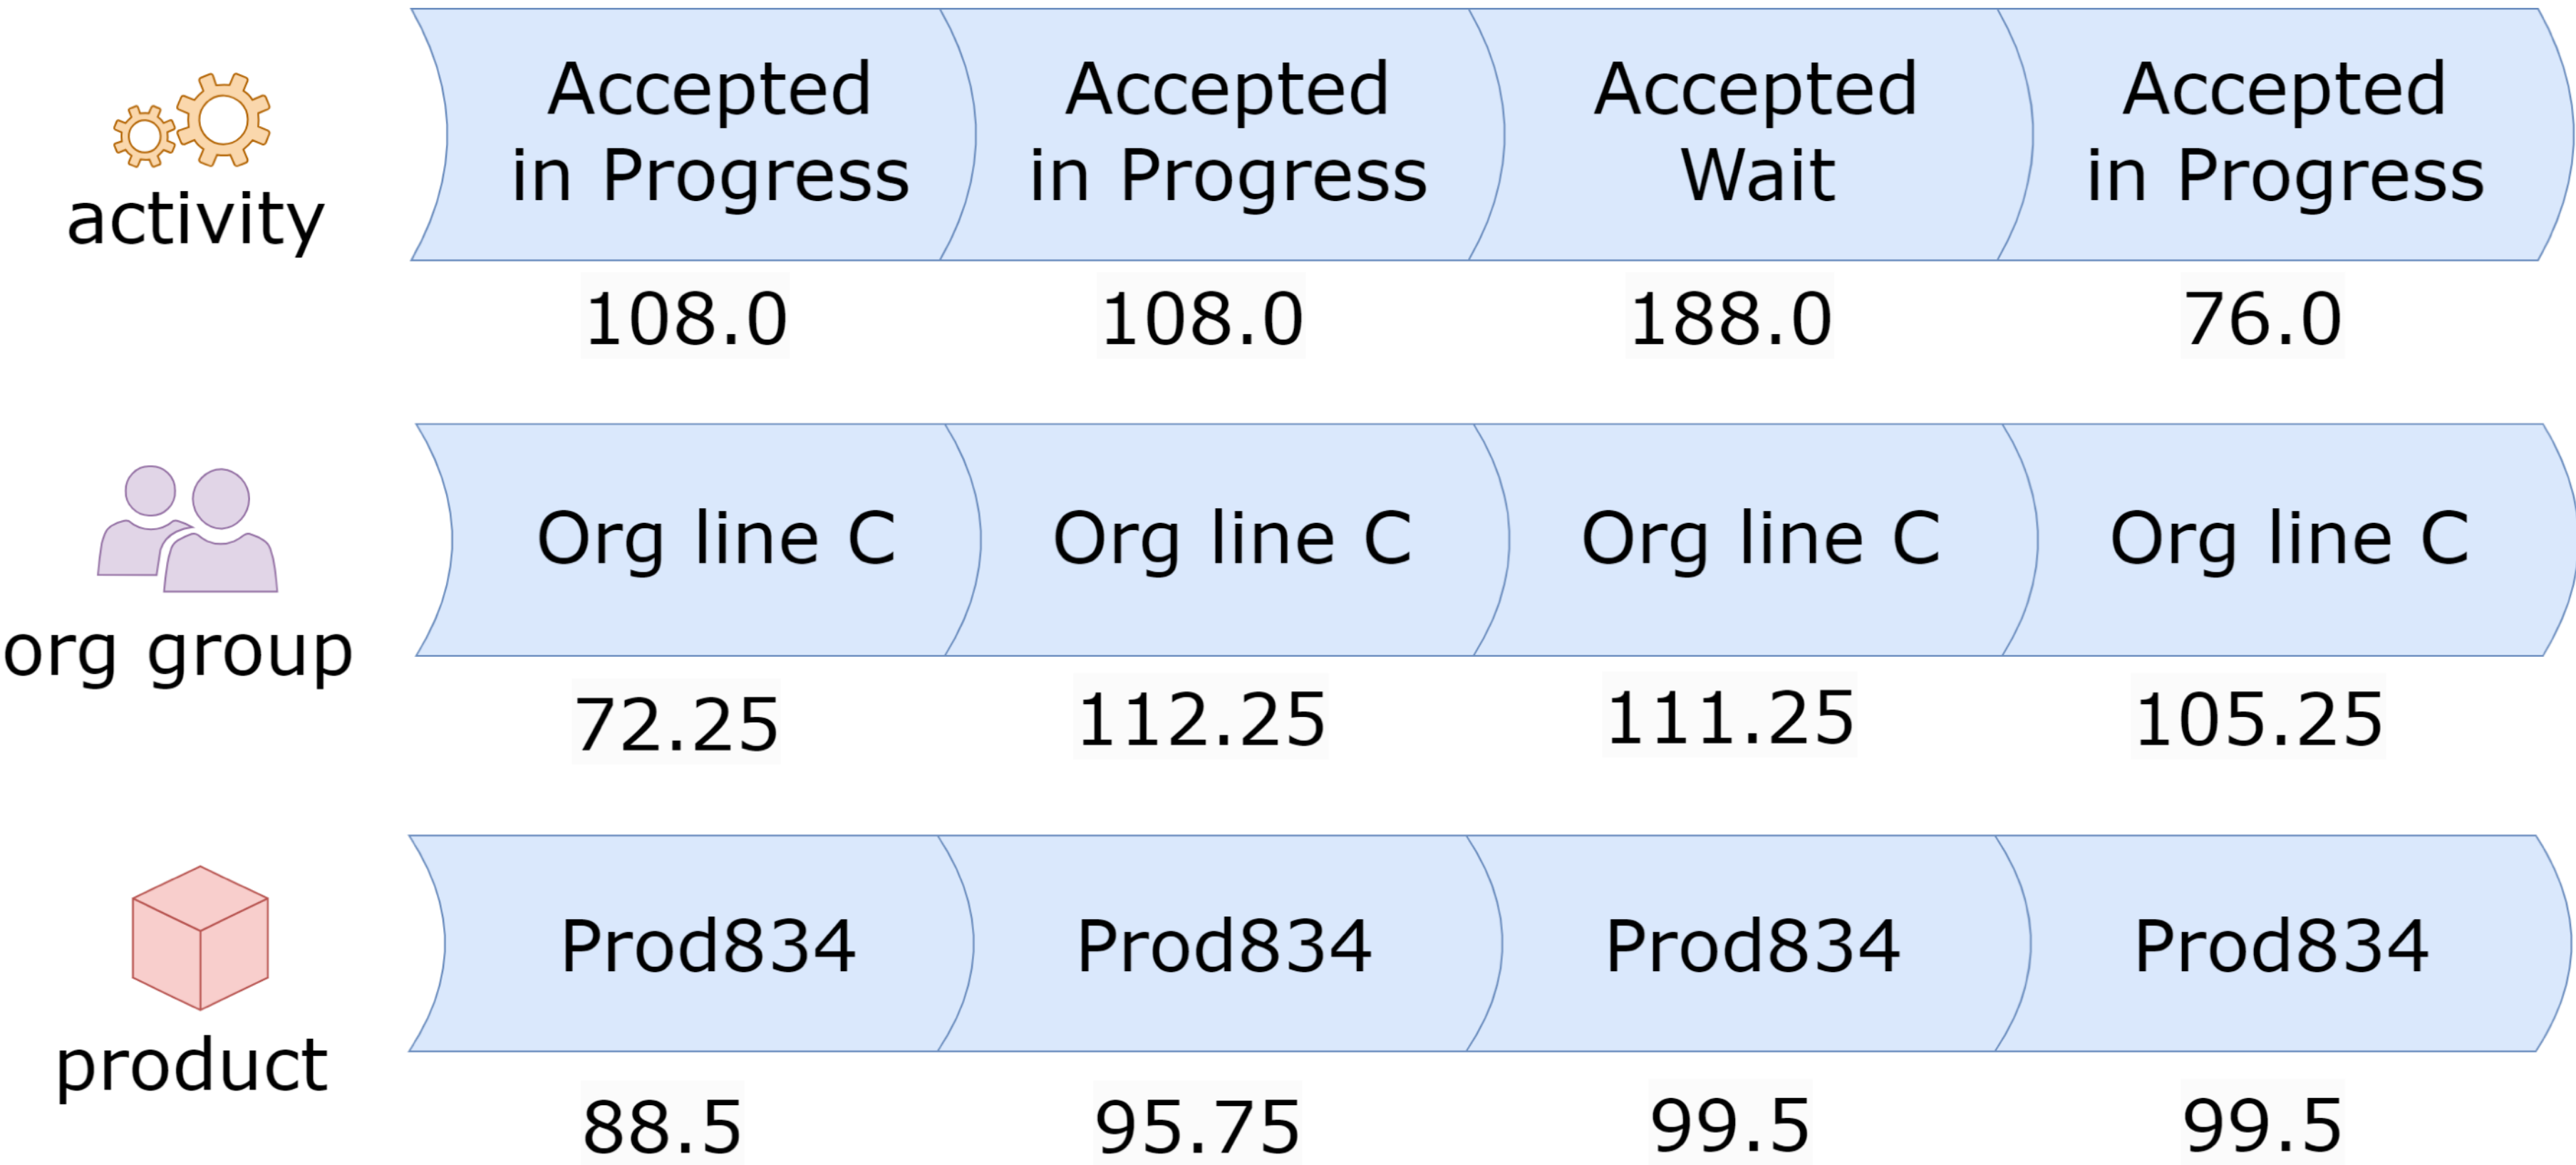 activity
Accepted
in Progress
Accepted
in Progress
Accepted
Wait
Accepted
in Progress
108.0
108.0
188.0
76.0
org group
Org line C
Org line C
Org line C
Org line C
72.25
112.25
111.25
105.25
product
Prod834
Prod834
Prod834
Prod834
88.5
95.75
99.5
99.5